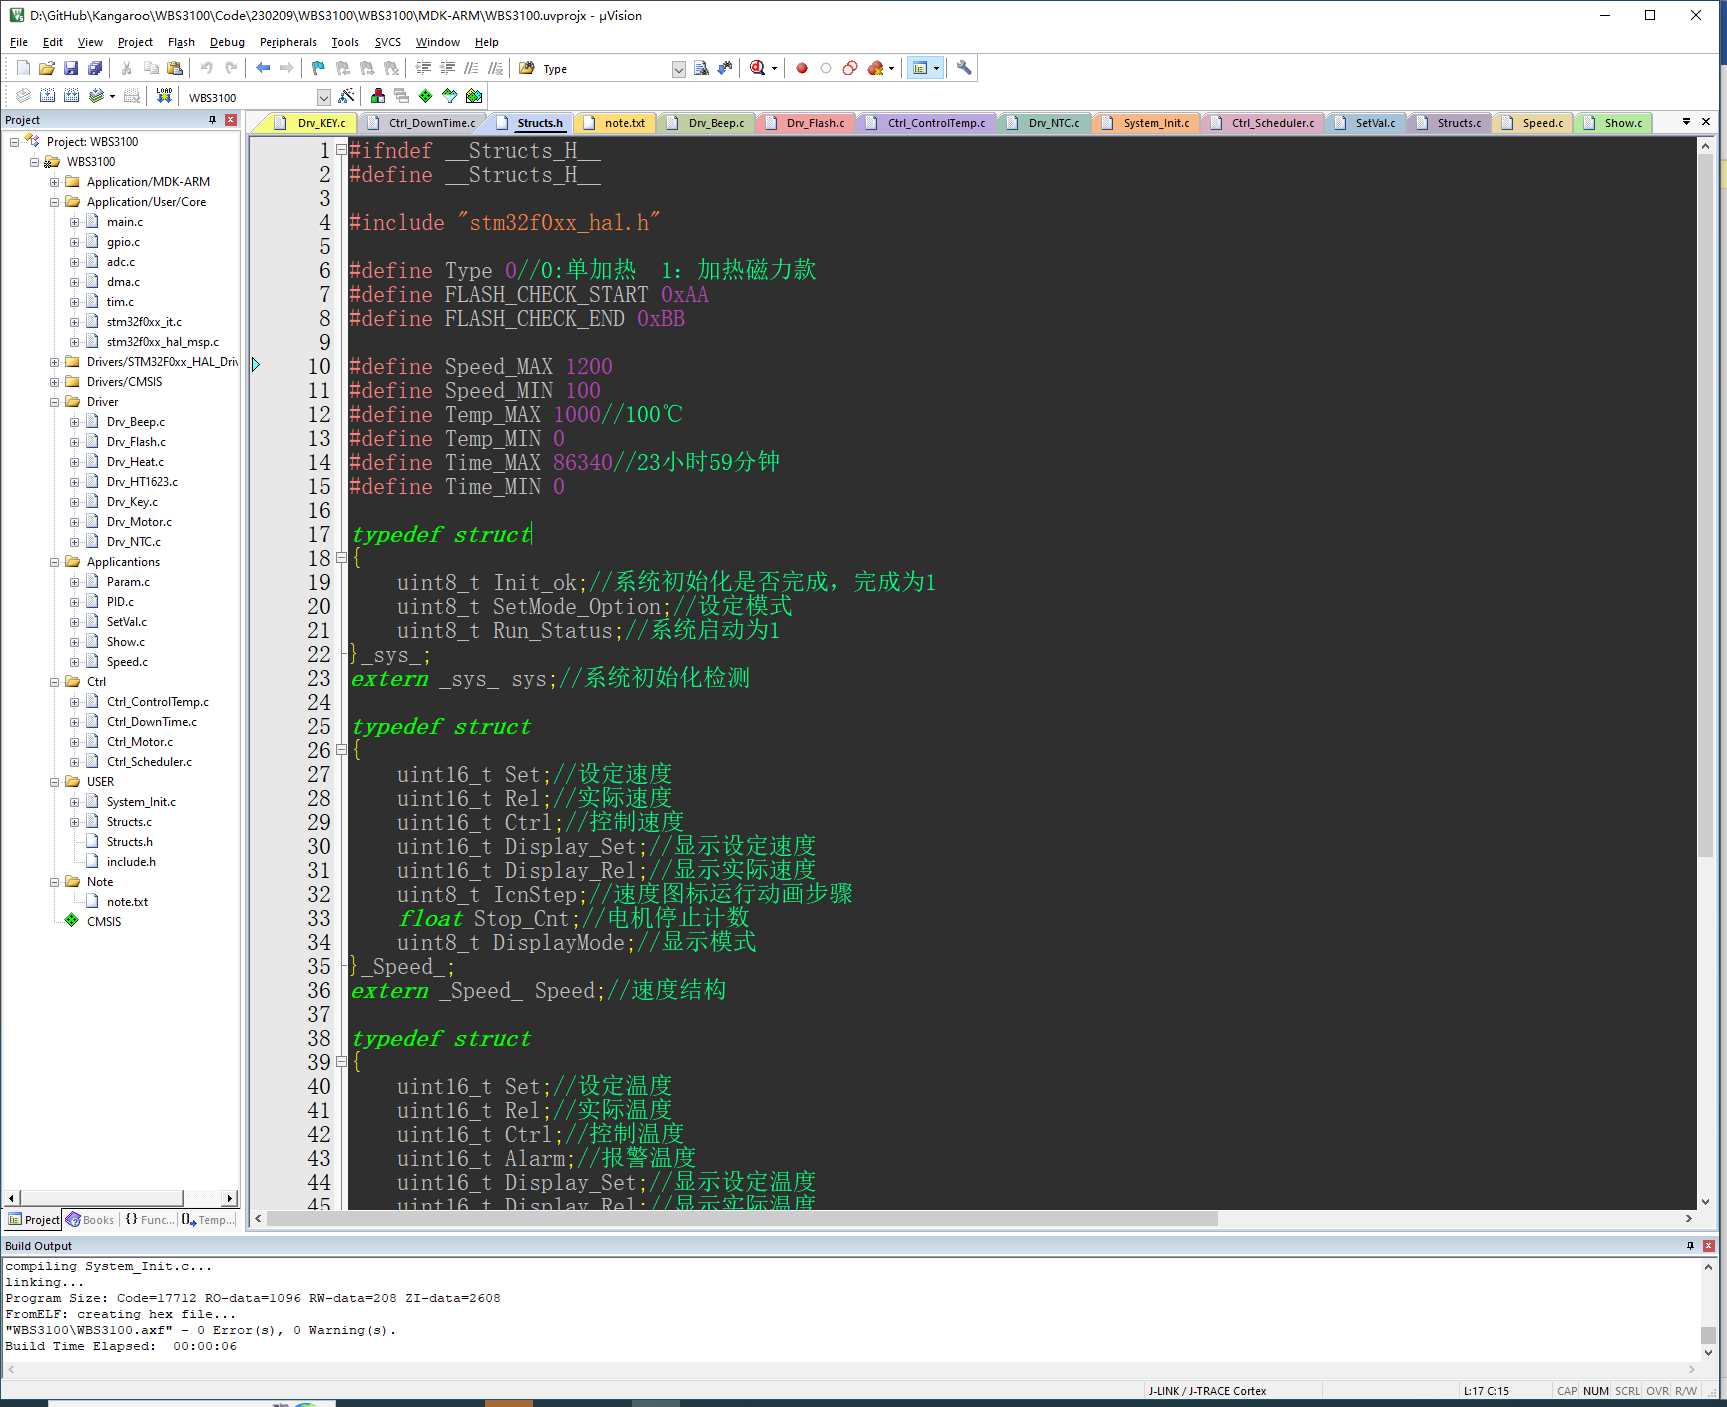 D:\GitHub\Kangaroo\WBS3100\Code\230209\WBS3100\WBS3100\MDK-ARM\WBS3100.uvprojx - µVision
File Edit View Project Flash Debug Peripherals Tools SVCS Window Help
Type
LOAD WBS3100
Project
Drv_KEY.c Ctrl_DownTime.c Structs.h note.txt Drv_Beep.c Drv_Flash.c Ctrl_ControlTemp.c Drv_NTC.c System_Init.c Ctrl_Scheduler.c SetVal.c Structs.c Speed.c Show.c
Project: WBS3100
WBS3100
Application/MDK-ARM
Application/User/Core
main.c
gpio.c
adc.c
dma.c
tim.c
stm32f0xx_it.c
stm32f0xx_hal_msp.c
Drivers/STM32F0xx_HAL_Driv
Drivers/CMSIS
Driver
Drv_Beep.c
Drv_Flash.c
Drv_Heat.c
Drv_HT1623.c
Drv_Key.c
Drv_Motor.c
Drv_NTC.c
Applicantions
Param.c
PID.c
SetVal.c
Show.c
Speed.c
Ctrl
Ctrl_ControlTemp.c
Ctrl_DownTime.c
Ctrl_Motor.c
Ctrl_Scheduler.c
USER
System_Init.c
Structs.c
Structs.h
include.h
Note
note.txt
CMSIS
Project Books {} Func... {}, Temp...
1 #ifndef __Structs_H__
2 #define __Structs_H__
3
4 #include "stm32f0xx_hal.h"
5
6 #define Type 0//0:单加热 1：加热磁力款
7 #define FLASH_CHECK_START 0xAA
8 #define FLASH_CHECK_END 0xBB
9
10 #define Speed_MAX 1200
11 #define Speed_MIN 100
12 #define Temp_MAX 1000//100℃
13 #define Temp_MIN 0
14 #define Time_MAX 86340//23小时59分钟
15 #define Time_MIN 0
16
17 typedef struct
18 {
19 uint8_t Init_ok;//系统初始化是否完成，完成为1
20 uint8_t SetMode_Option;//设定模式
21 uint8_t Run_Status;//系统启动为1
22 }_sys_;
23 extern _sys_ sys;//系统初始化检测
24
25 typedef struct
26 {
27 uint16_t Set;//设定速度
28 uint16_t Rel;//实际速度
29 uint16_t Ctrl;//控制速度
30 uint16_t Display_Set;//显示设定速度
31 uint16_t Display_Rel;//显示实际速度
32 uint8_t IcnStep;//速度图标运行动画步骤
33 float Stop_Cnt;//电机停止计数
34 uint8_t DisplayMode;//显示模式
35 }_Speed_;
36 extern _Speed_ Speed;//速度结构
37
38 typedef struct
39 {
40 uint16_t Set;//设定温度
41 uint16_t Rel;//实际温度
42 uint16_t Ctrl;//控制温度
43 uint16_t Alarm;//报警温度
44 uint16_t Display_Set;//显示设定温度
45 uint16_t Display_Rel;//显示实际温度
Build Output
compiling System_Init.c...
linking...
Program Size: Code=17712 RO-data=1096 RW-data=208 ZI-data=2608
FromELF: creating hex file...
"WBS3100\WBS3100.axf" - 0 Error(s), 0 Warning(s).
Build Time Elapsed: 00:00:06
J-LINK / J-TRACE Cortex L:17 C:15 CAP NUM SCRL OVR R/W